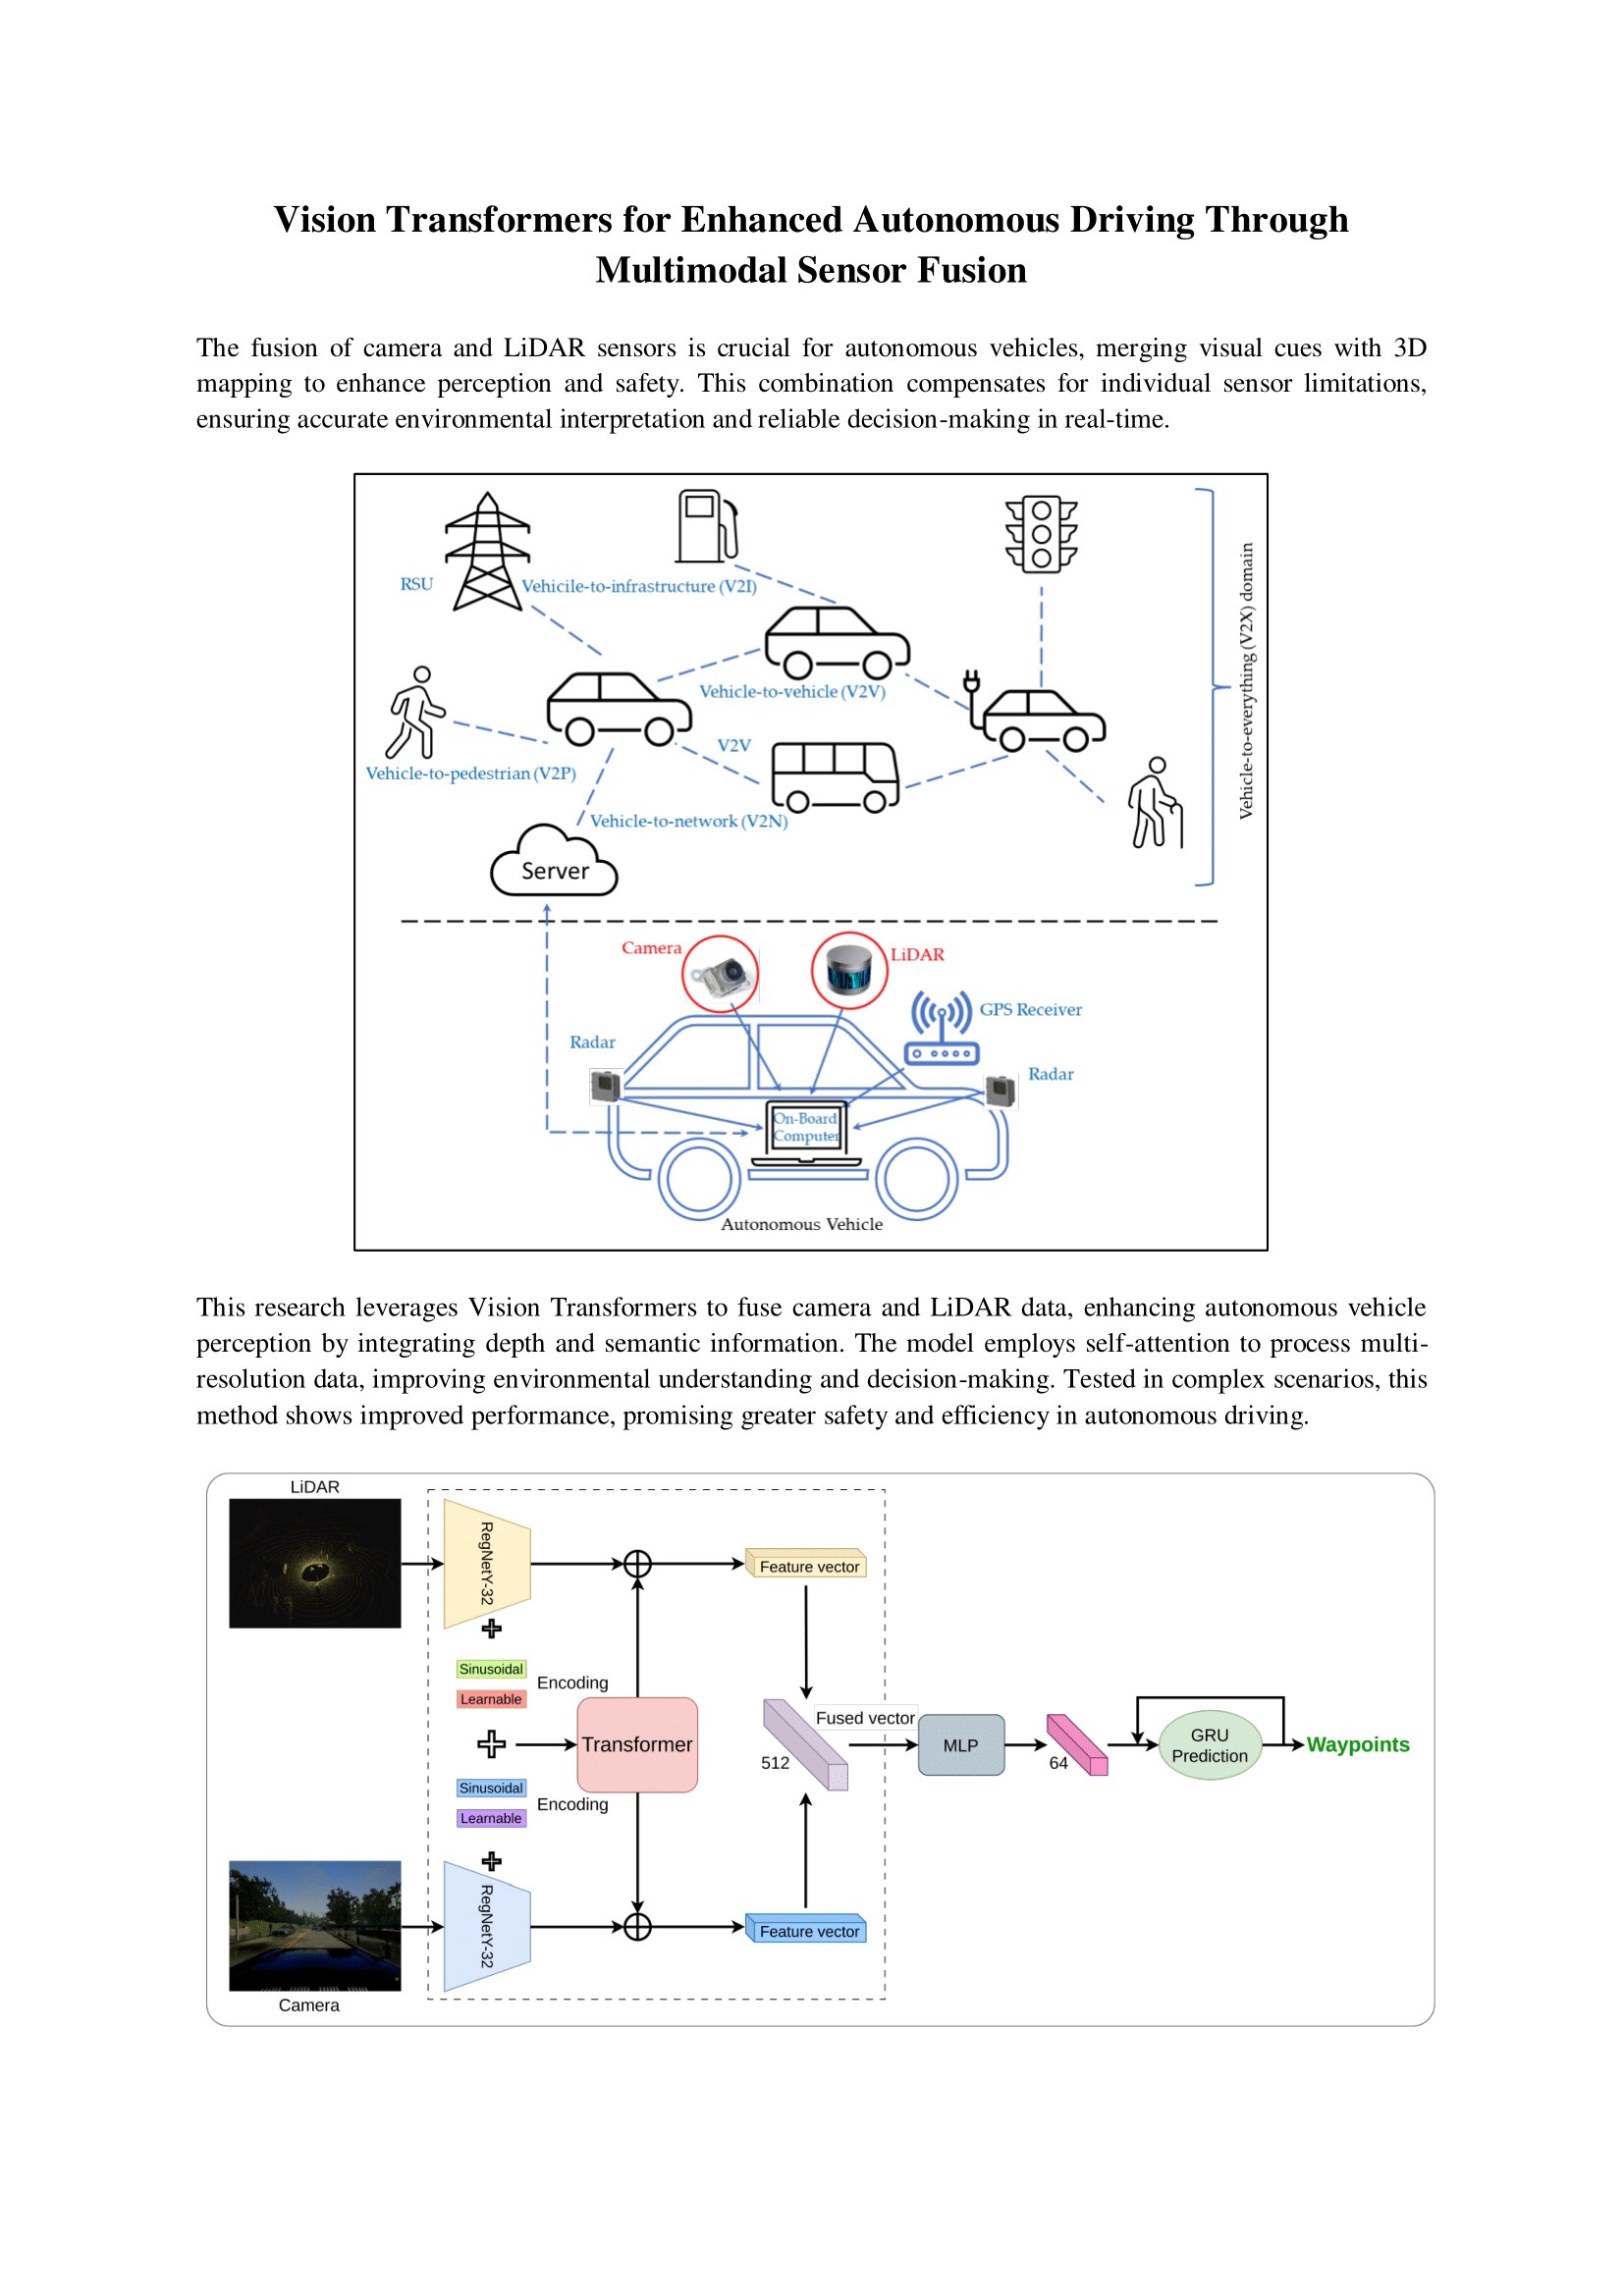 Vision Transformers for Enhanced Autonomous Driving Through
Multimodal Sensor Fusion
The fusion of camera and LiDAR sensors is crucial for autonomous vehicles, merging visual cues with 3D
mapping to enhance perception and safety. This combination compensates for individual sensor limitations,
ensuring accurate environmental interpretation and reliable decision-making in real-time.
RSU
Vehicile-to-infrastructure (V2I)
Vehicle-to-vehicle (V2V)
V2V
Vehicle-to-pedestrian (V2P)
Vehicle-to-network (V2N)
Server
Vehicle-to-everything (V2X) domain
Camera
LiDAR
GPS Receiver
Radar
Radar
On-Board
Computer
Autonomous Vehicle
This research leverages Vision Transformers to fuse camera and LiDAR data, enhancing autonomous vehicle
perception by integrating depth and semantic information. The model employs self-attention to process multi-
resolution data, improving environmental understanding and decision-making. Tested in complex scenarios, this
method shows improved performance, promising greater safety and efficiency in autonomous driving.
LiDAR
RegNetY-32
Feature vector
Sinusoidal
Learnable
Encoding
Transformer
Fused vector
512
MLP
64
GRU
Prediction
Waypoints
Sinusoidal
Learnable
Encoding
RegNetY-32
Feature vector
Camera